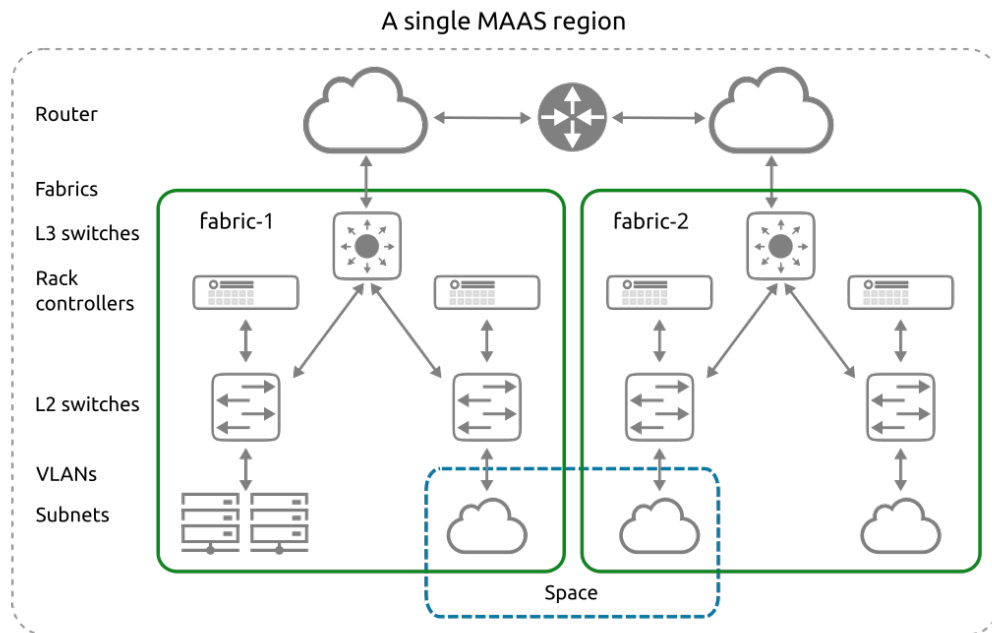 A single MAAS region
Router
Fabrics
fabric-1
fabric-2
L3 switches
Rack
controllers
L2 switches
VLANs
Subnets
Space